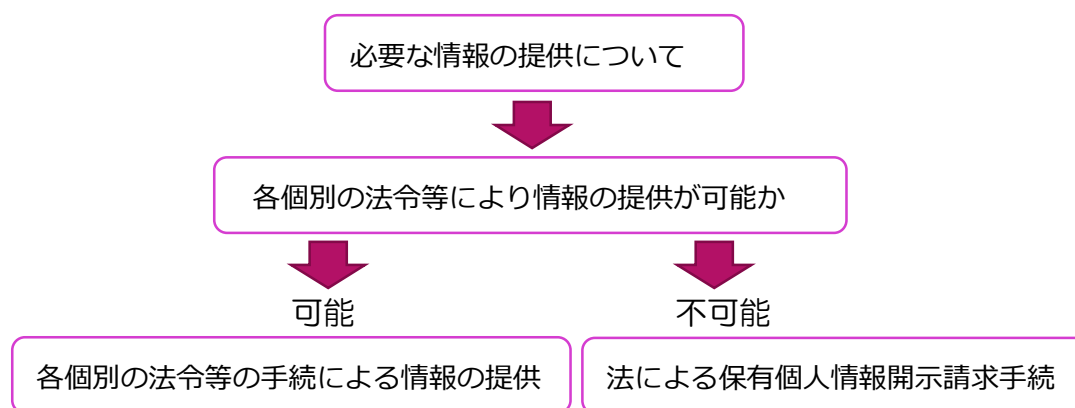 必要な情報の提供について
各個別の法令等により情報の提供が可能か
可能
不可能
各個別の法令等の手続による情報の提供
法による保有個人情報開示請求手続